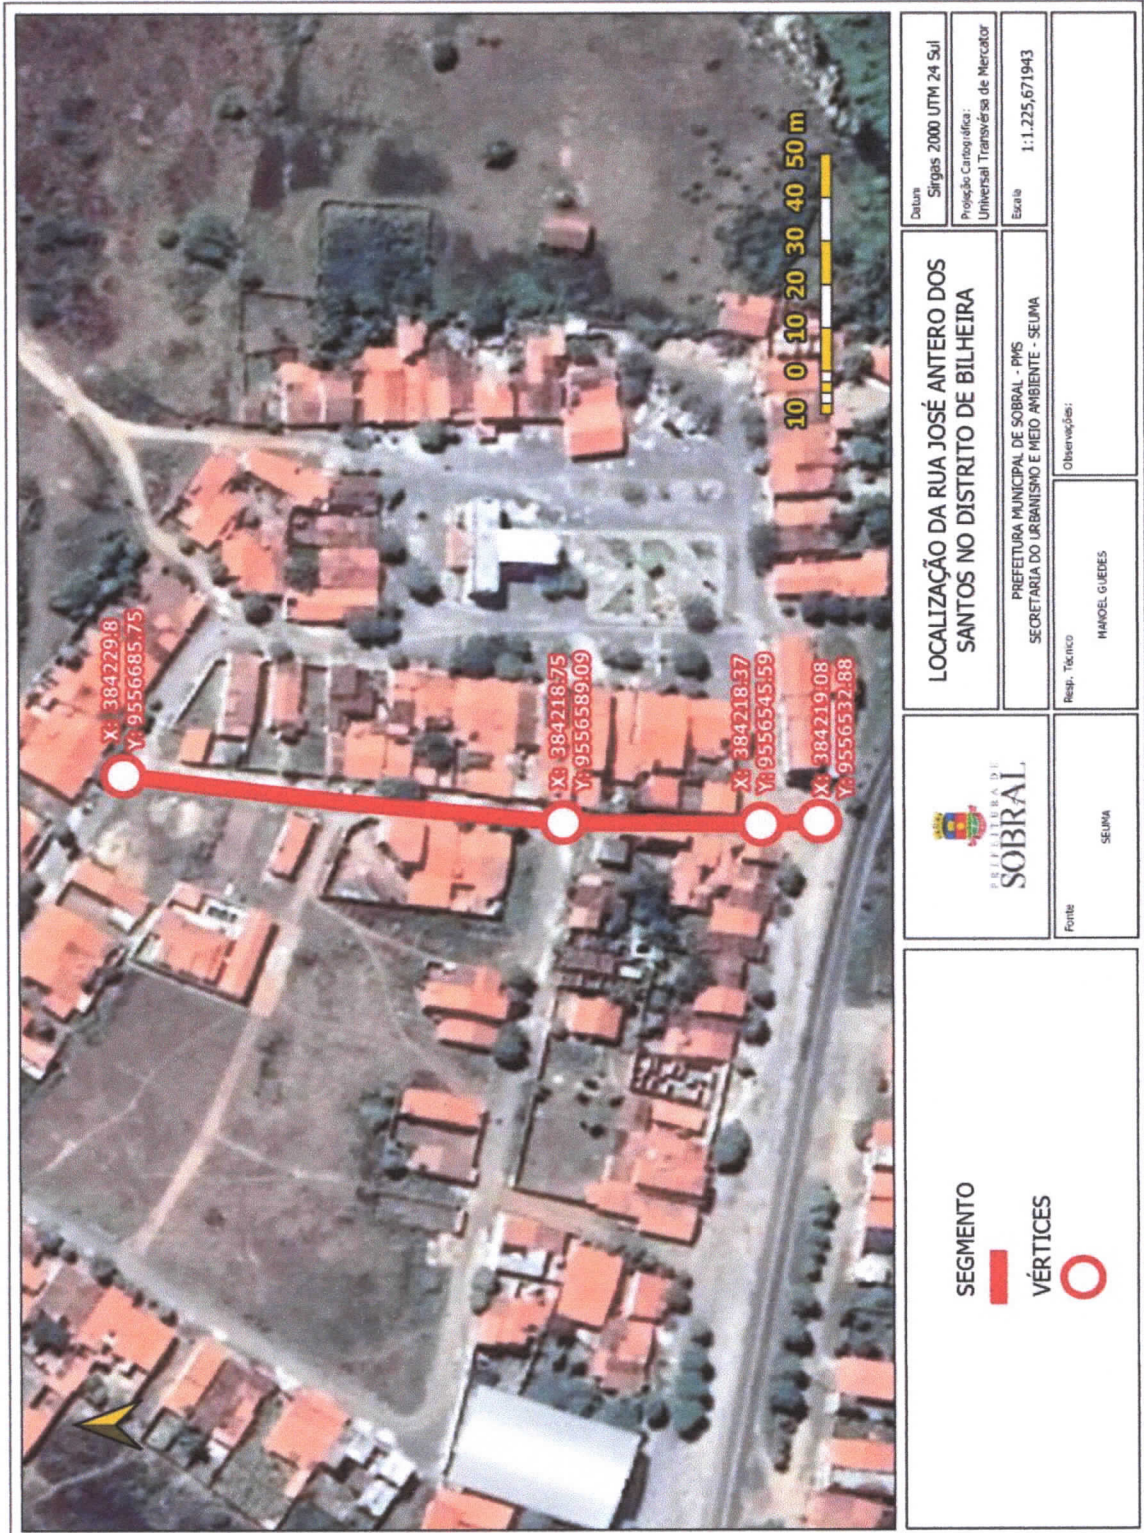 X: 384229.8
Y: 9556685.75
X: 384218.75
Y: 9556589.09
X: 384218.37
Y: 9556545.59
X: 384219.08
Y: 9556532.88
10 0 10 20 30 40 50 m
SEGMENTO
VÉRTICES
PREFEITURA DE
SOBRAL
LOCALIZAÇÃO DA RUA JOSÉ ANTERO DOS
SANTOS NO DISTRITO DE BILHEIRA
PREFEITURA MUNICIPAL DE SOBRAL - PMS
SECRETARIA DO URBANISMO E MEIO AMBIENTE - SEUMA
Datum
Sirgas 2000 UTM 24 Sul
Projeção Cartográfica:
Universal Transvérsa de Mercator
Escala
1:1.225,671943
Fonte
SEUMA
Resp. Técnico
MANOEL GUEDES
Observações: